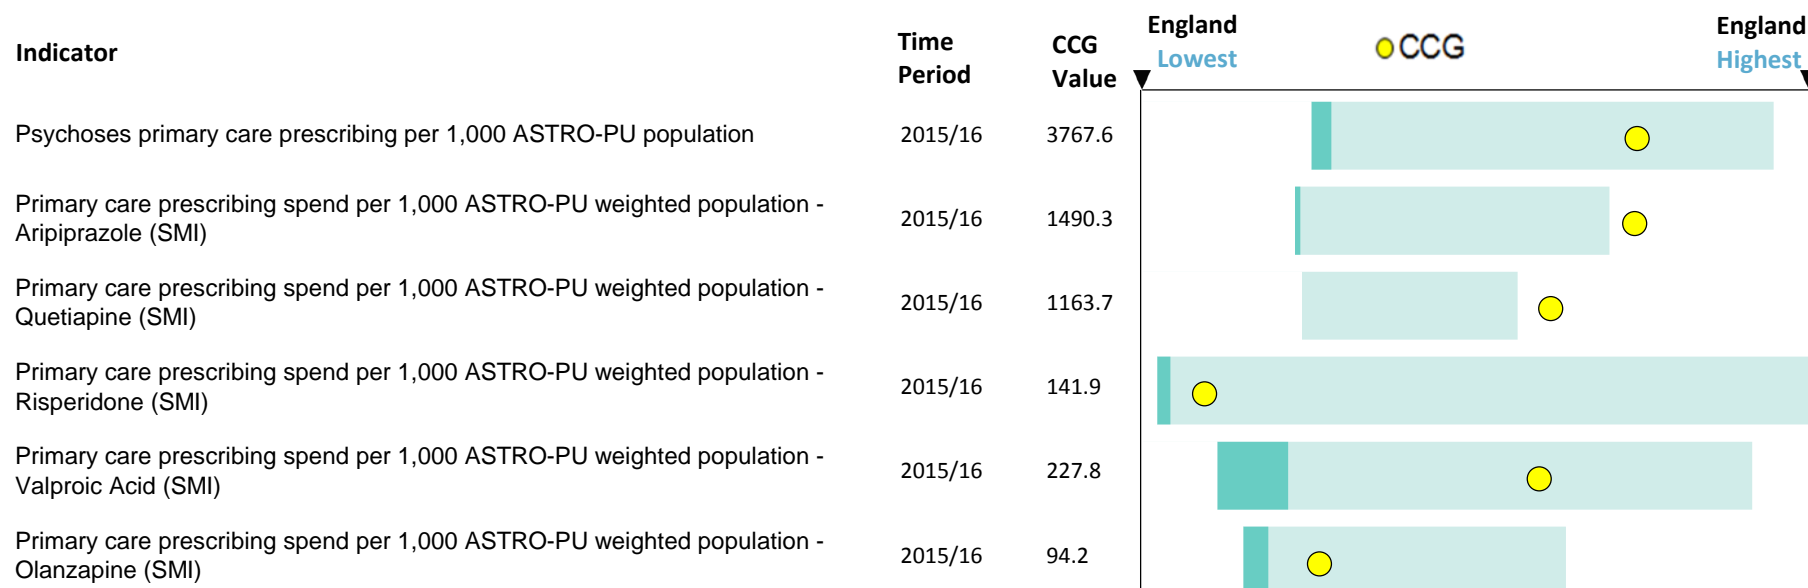 Indicator
Time
Period
CCG
Value
England
Lowest
CCG
England
Highest
Psychoses primary care prescribing per 1,000 ASTRO-PU population
2015/16
3767.6
Primary care prescribing spend per 1,000 ASTRO-PU weighted population -
Aripiprazole (SMI)
2015/16
1490.3
Primary care prescribing spend per 1,000 ASTRO-PU weighted population -
Quetiapine (SMI)
2015/16
1163.7
Primary care prescribing spend per 1,000 ASTRO-PU weighted population -
Risperidone (SMI)
2015/16
141.9
Primary care prescribing spend per 1,000 ASTRO-PU weighted population -
Valproic Acid (SMI)
2015/16
227.8
Primary care prescribing spend per 1,000 ASTRO-PU weighted population -
Olanzapine (SMI)
2015/16
94.2